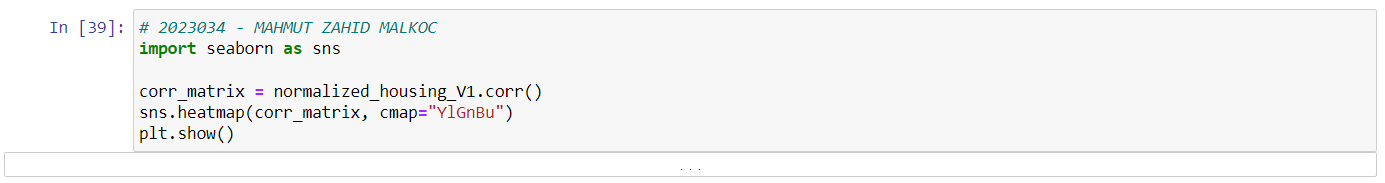 In [39]: # 2023034 - MAHMUT ZAHID MALKOC
import seaborn as sns
corr_matrix = normalized_housing_V1.corr()
sns.heatmap(corr_matrix, cmap="YlGnBu")
plt.show()
...